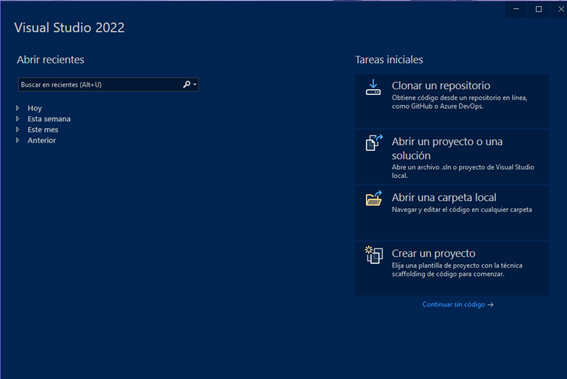 Visual Studio 2022
Abrir recientes
Buscar en recientes (Alt+U)
Hoy
Esta semana
Este mes
Anterior
Tareas iniciales
Clonar un repositorio
Obtiene código desde un repositorio en línea,
como GitHub o Azure DevOps.
Abrir un proyecto o una
solución
Abre un archivo .sln o proyecto de Visual Studio
local.
Abrir una carpeta local
Navegar y editar el código en cualquier carpeta
Crear un proyecto
Elija una plantilla de proyecto con la técnica
scaffolding de código para comenzar.
Continuar sin código →